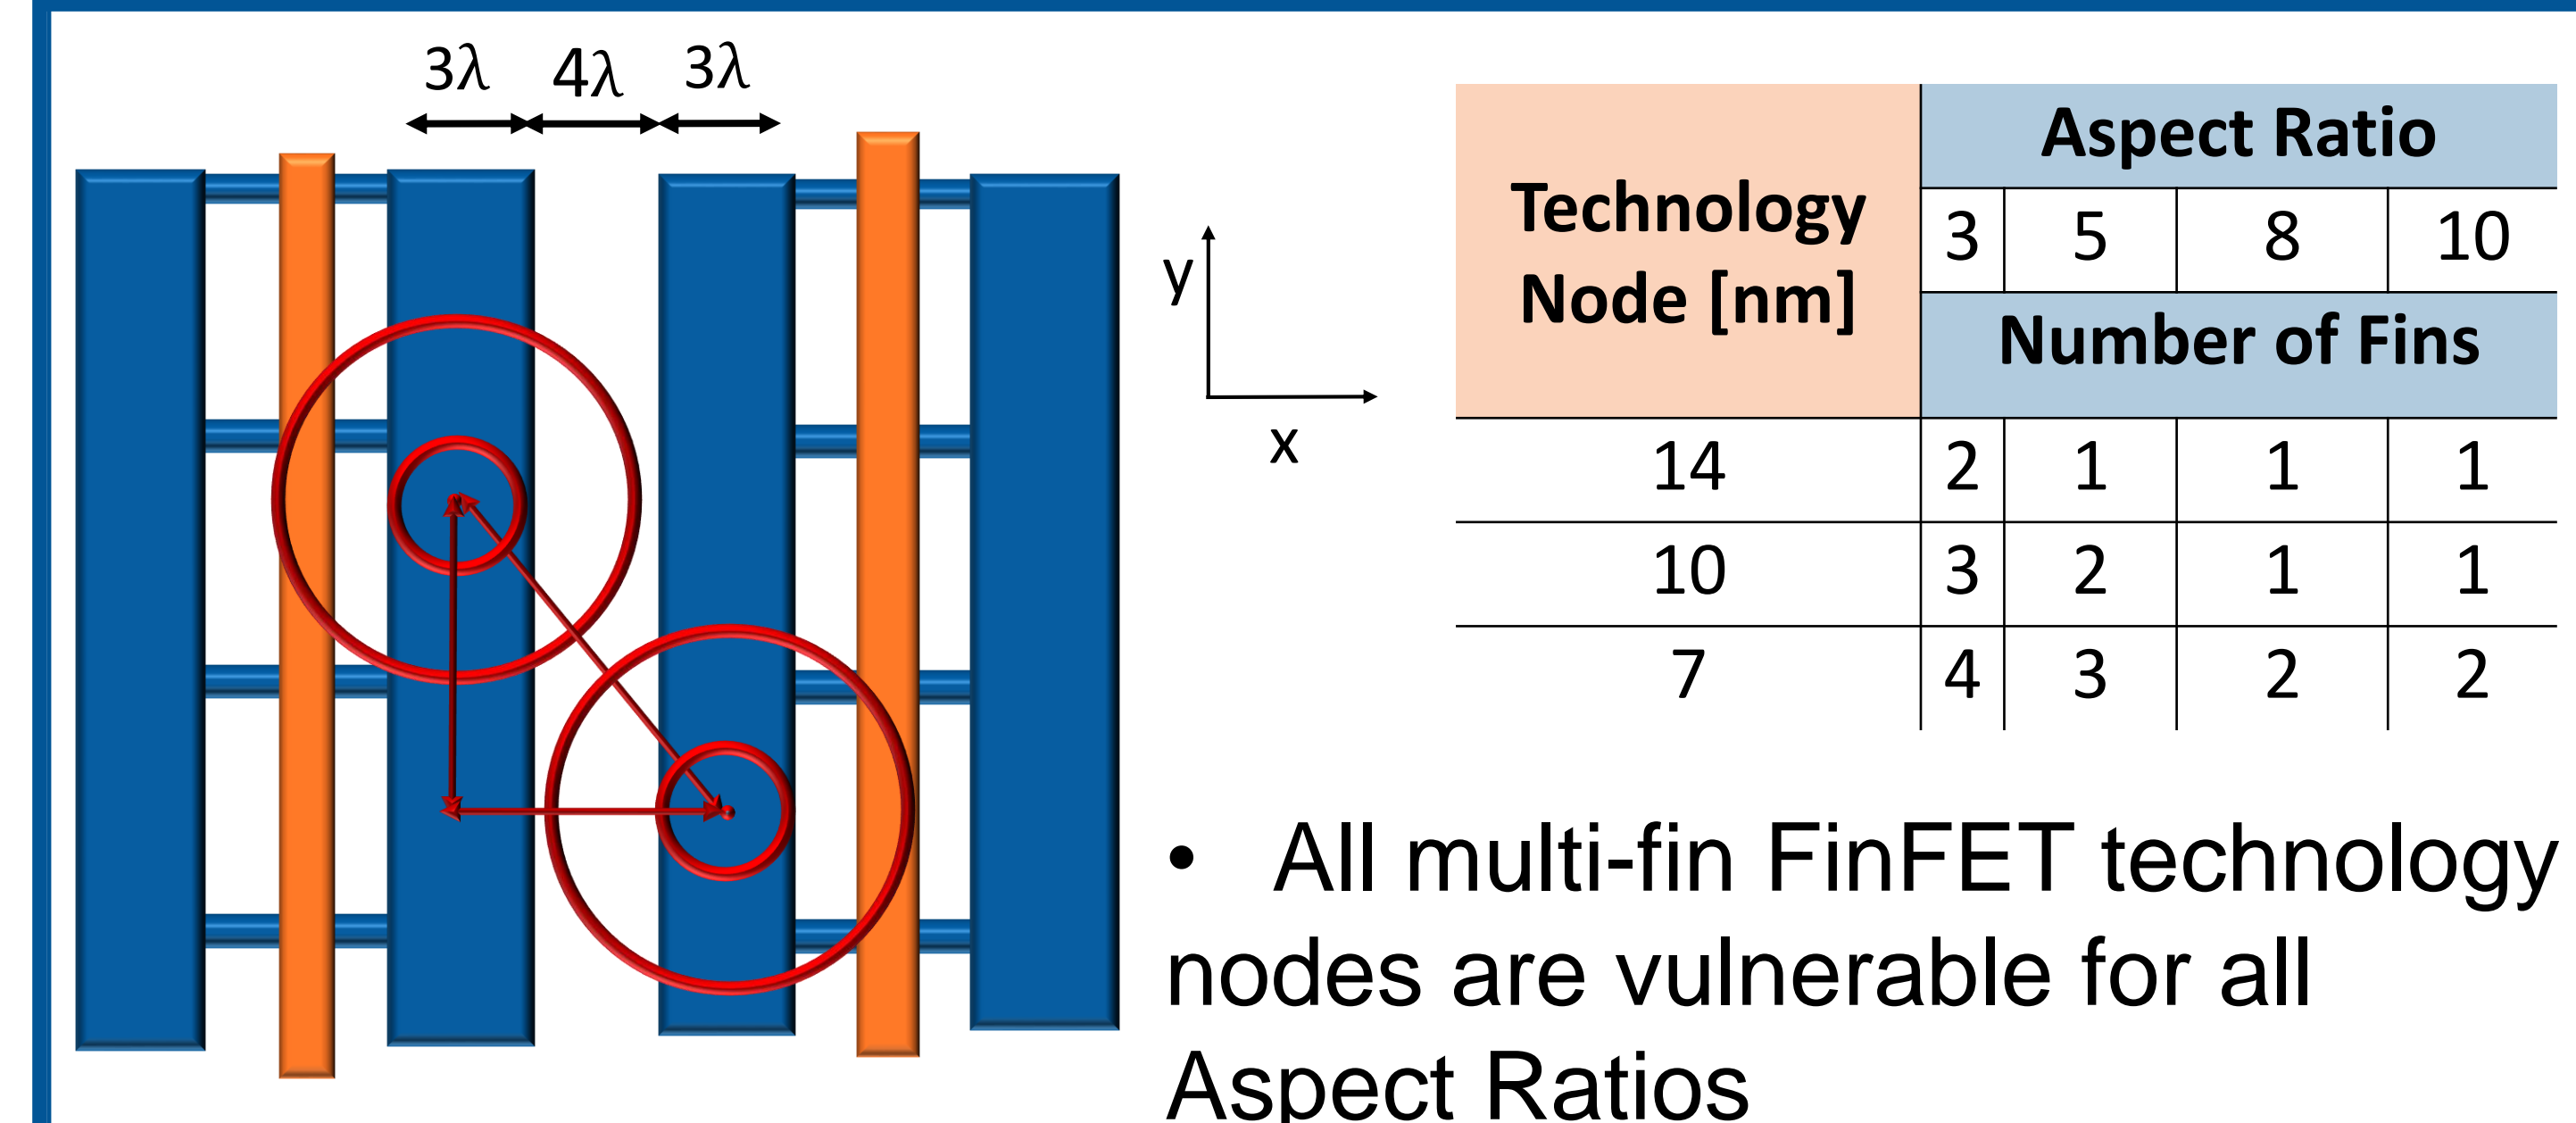 3λ 4λ 3λ
y
x
Technology
Node [nm]
Aspect Ratio
3 5 8 10
Number of Fins
14 2 1 1 1
10 3 2 1 1
7 4 3 2 2
• All multi-fin FinFET technology
nodes are vulnerable for all
Aspect Ratios